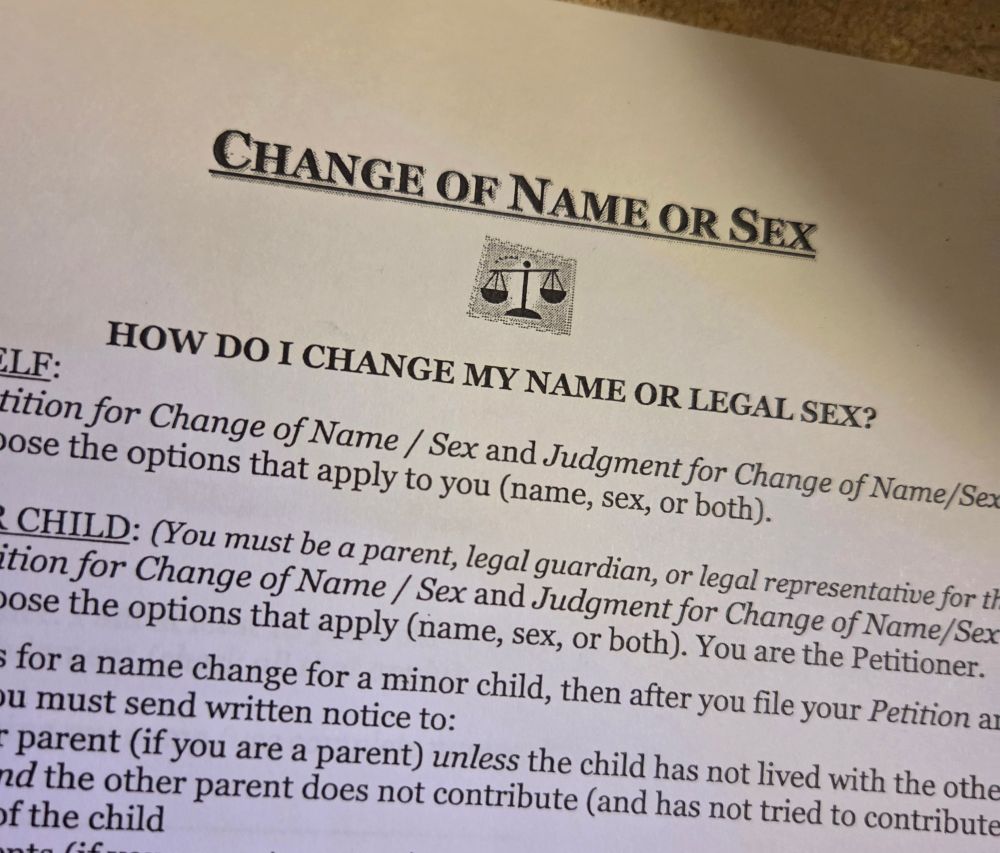 CHANGE OF NAME OR SEX
HOW DO I CHANGE MY NAME OR LEGAL SEX?
ELF:
tition for Change of Name / Sex and Judgment for Change of Name/Sex
oose the options that apply to you (name, sex, or both).
R CHILD: (You must be a parent, legal guardian, or legal representative for th
ition for Change of Name / Sex and Judgment for Change of Name/Sex
oose the options that apply (name, sex, or both). You are the Petitioner.
s for a name change for a minor child, then after you file your Petition an
ou must send written notice to:
r parent (if you are a parent) unless the child has not lived with the othe
nd the other parent does not contribute (and has not tried to contribute
of the child